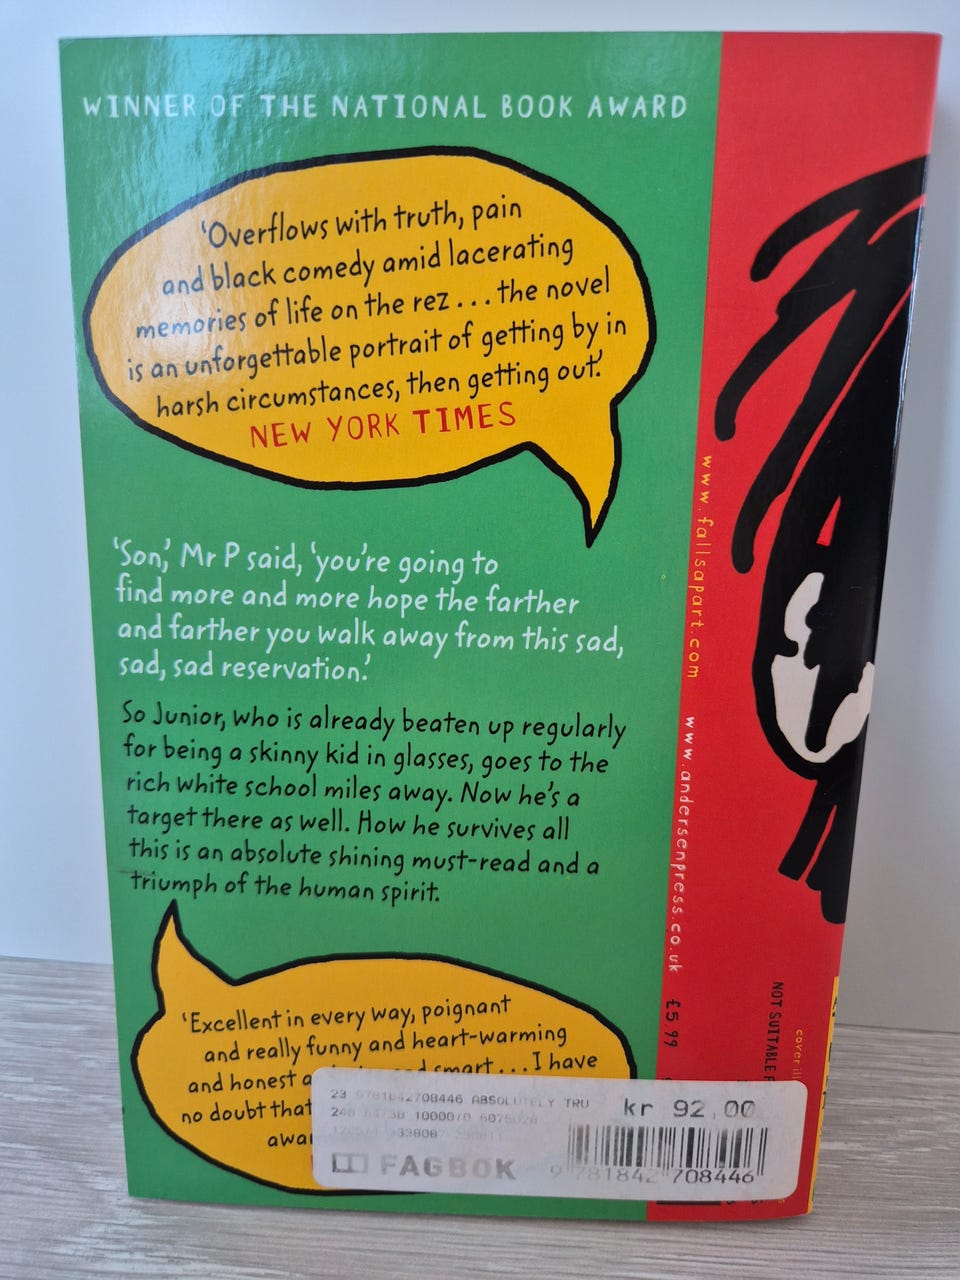 WINNER OF THE NATIONAL BOOK AWARD
'Overflows with truth, pain
and black comedy amid lacerating
memories of life on the rez ... the novel
is an unforgettable portrait of getting by in
harsh circumstances, then getting out.'
NEW YORK TIMES
'Son,' Mr P said, 'you're going to
find more and more hope the farther
and farther you walk away from this sad,
sad, sad reservation.'
So Junior, who is already beaten up regularly
for being a skinny kid in glasses, goes to the
rich white school miles away. Now he's a
target there as well. How he survives all
this is an absolute shining must-read and a
triumph of the human spirit.
'Excellent in every way, poignant
and really funny and heart-warming
and honest smart ... I have
no doubt that
www.fallsapart.com
www.andersenpress.co.uk
£5.99
NOT SUITABLE
cover
23 9781842708446 ABSOLUTELY TRU
kr 92,00
10000/0
FAGBOK
9 781842 708446